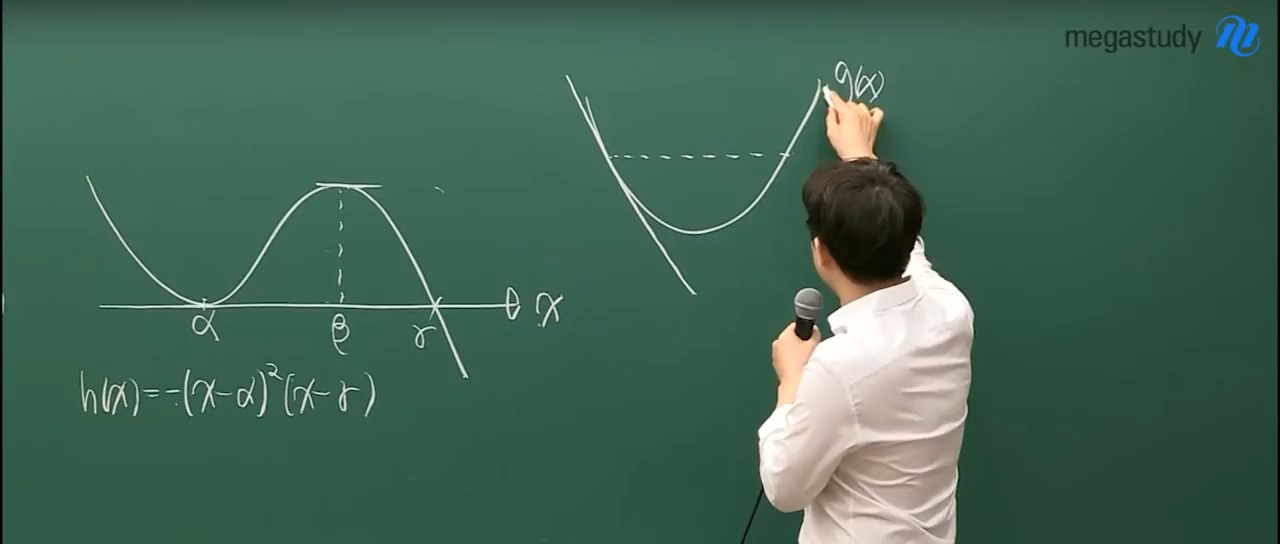 megastudy
g(x)
x
α β γ
h(x)=-(x-α)²(x-γ)